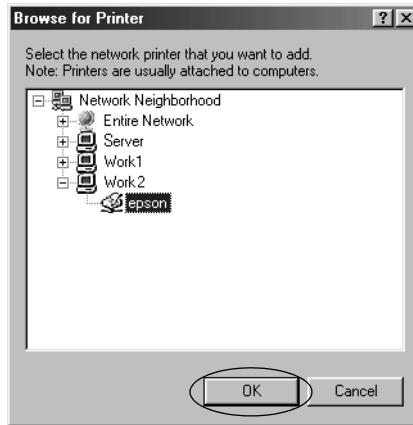 Browse for Printer
Select the network printer that you want to add.
Note: Printers are usually attached to computers.
Network Neighborhood
Entire Network
Server
Work1
Work2
epson
OK Cancel